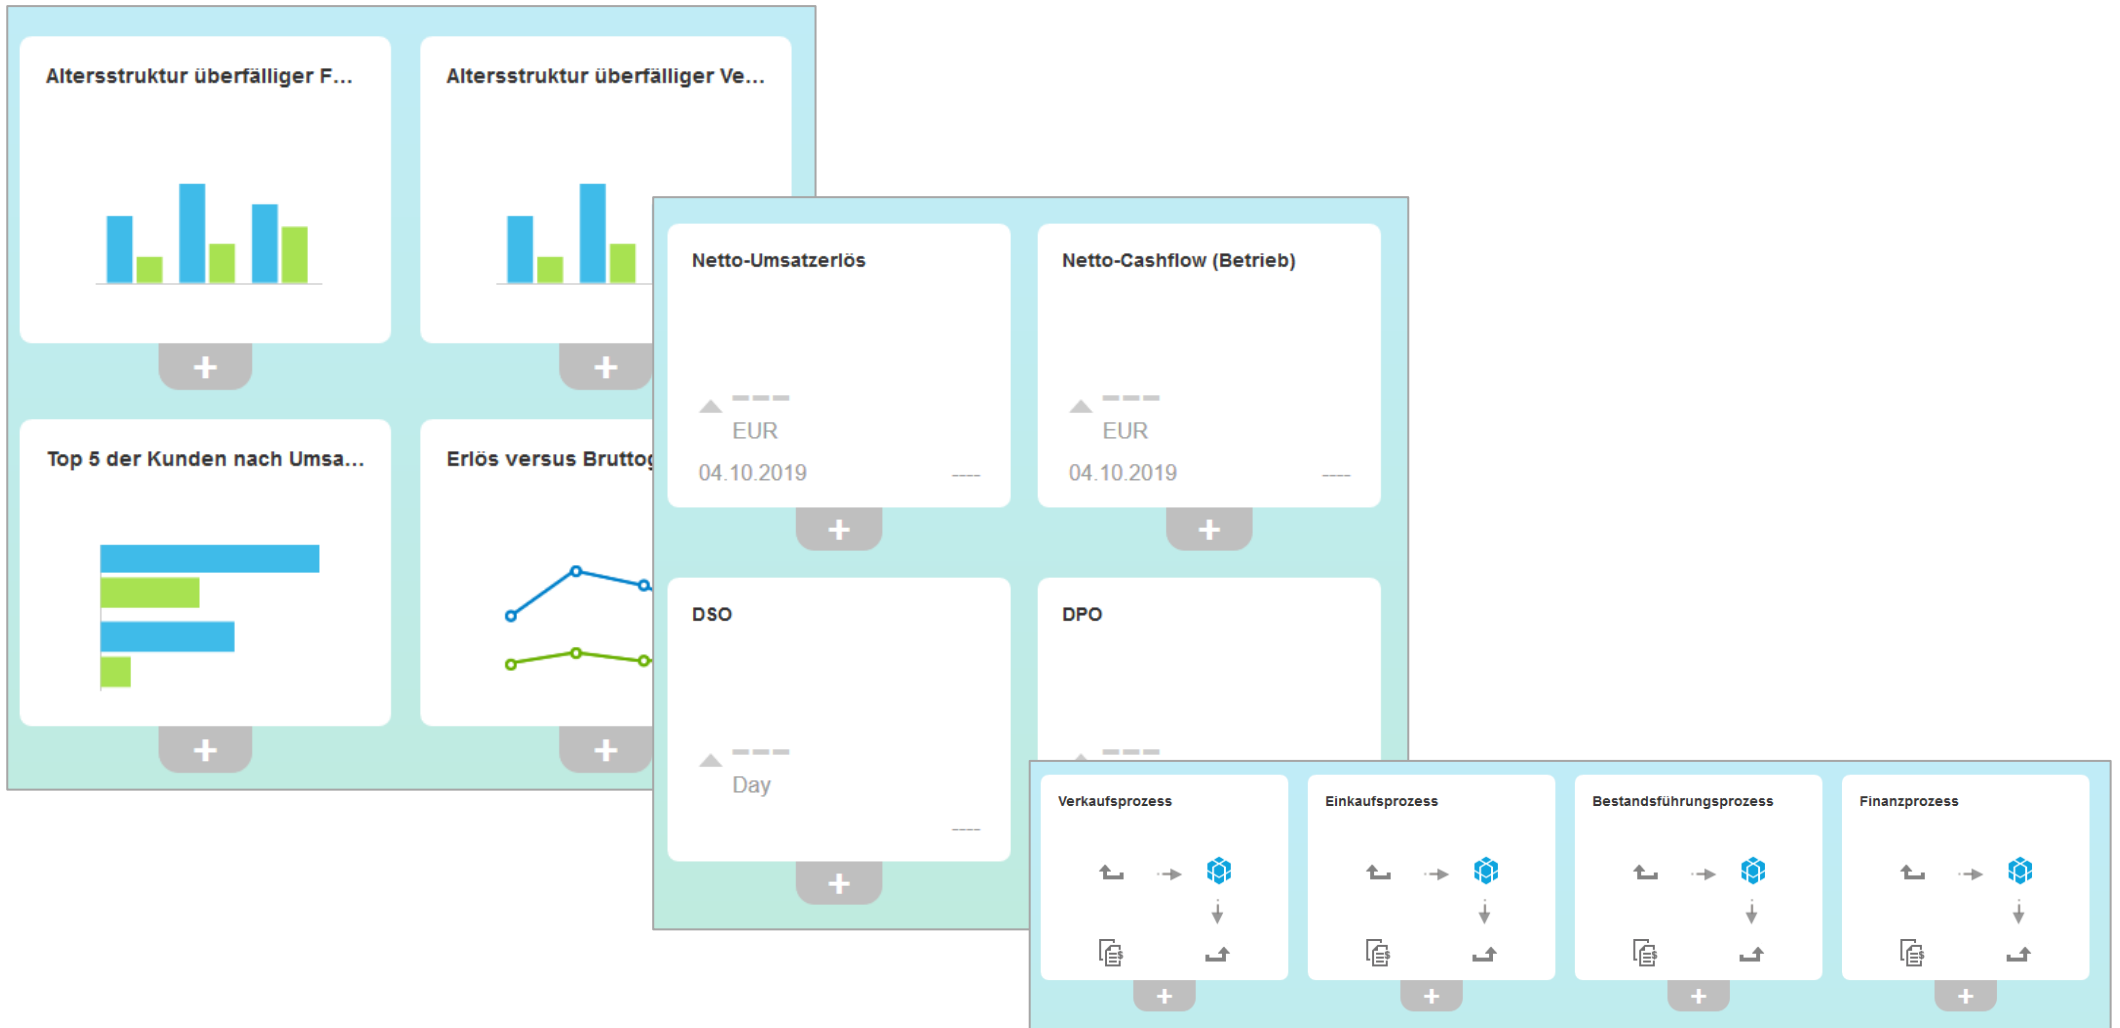 Altersstruktur überfälliger F...
Altersstruktur überfälliger Ve...
Top 5 der Kunden nach Umsa...
Erlös versus
Netto-Umsatzerlös
EUR
04.10.2019
----
Netto-Cashflow (Betrieb)
EUR
04.10.2019
----
DSO
Day
----
DPO
Verkaufsprozess
Einkaufsprozess
Bestandsführungsprozess
Finanzprozess